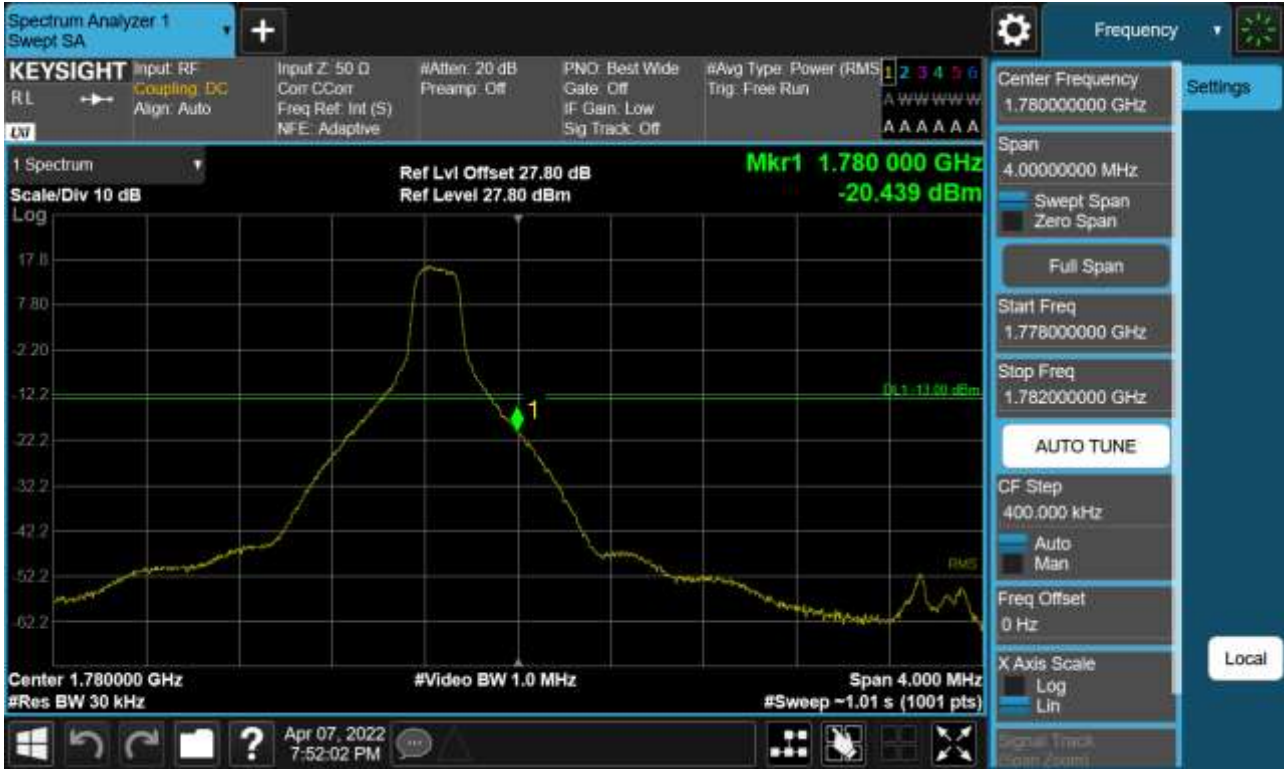 Spectrum Analyzer 1
Swept SA
Frequency
KEYSIGHT
RL
LXI
Input: RF
Coupling: DC
Align: Auto
Input Z: 50 Ω
Corr CCorr
Freq Ref: Int (S)
NFE: Adaptive
#Atten: 20 dB
Preamp: Off
PNO: Best Wide
Gate: Off
IF Gain: Low
Sig Track: Off
#Avg Type: Power (RMS
Trig: Free Run
1 2 3 4 5 6
A W W W W W
A A A A A A
1 Spectrum
Scale/Div 10 dB
Log
Ref Lvl Offset 27.80 dB
Ref Level 27.80 dBm
Mkr1 1.780 000 GHz
-20.439 dBm
17.8
7.80
-2.20
-12.2
-22.2
-32.2
-42.2
-52.2
-62.2
DL1 -13.00 dBm
1
RMS
Center 1.780000 GHz
#Res BW 30 kHz
#Video BW 1.0 MHz
Span 4.000 MHz
#Sweep ~1.01 s (1001 pts)
Center Frequency
1.780000000 GHz
Settings
Span
4.00000000 MHz
Swept Span
Zero Span
Full Span
Start Freq
1.778000000 GHz
Stop Freq
1.782000000 GHz
AUTO TUNE
CF Step
400.000 kHz
Auto
Man
Freq Offset
0 Hz
X Axis Scale
Log
Lin
Local
Signal Track
(Span Zoom)
?
Apr 07, 2022
7:52:02 PM